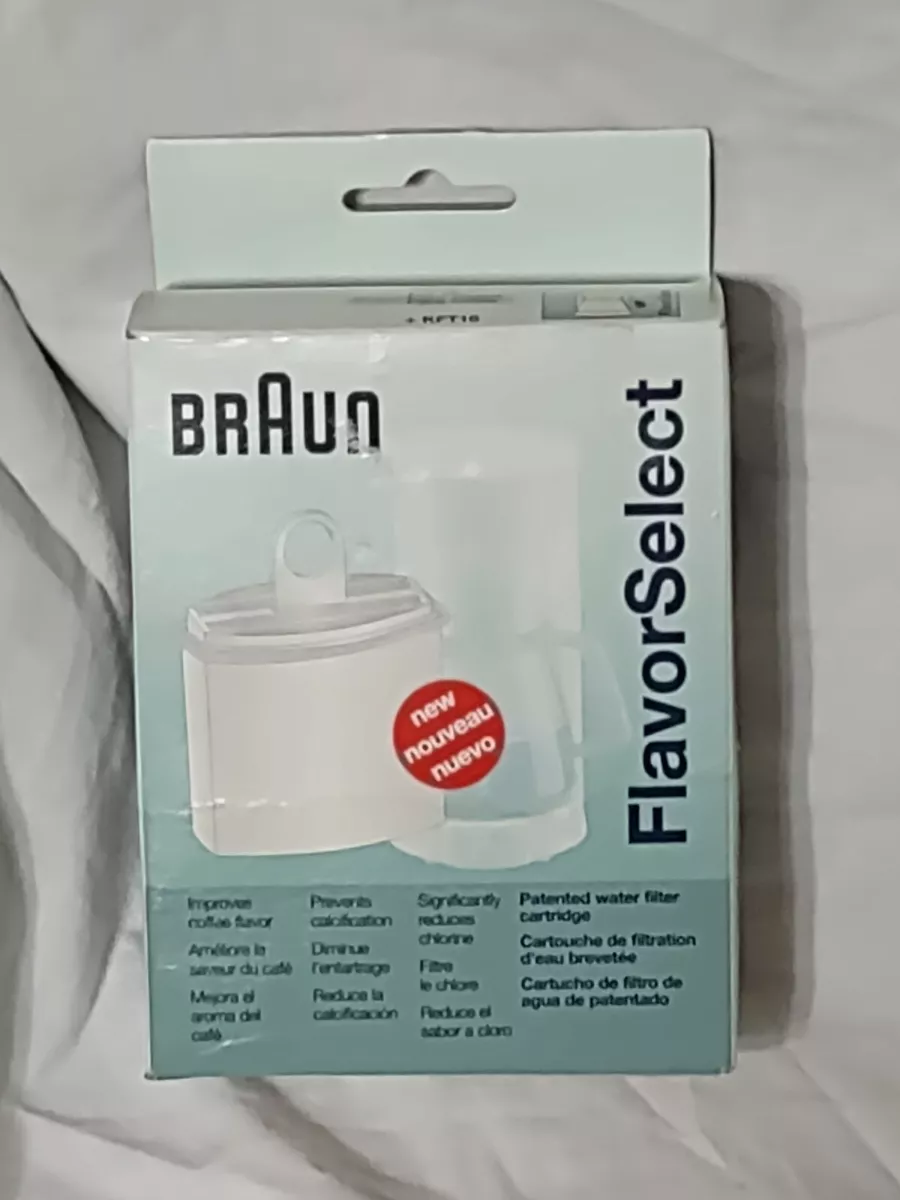 + KFT16
BRAUN
FlavorSelect
new
nouveau
nuevo
Improves
coffee flavor
Améliore la
saveur du café
Mejora el
aroma del
café
Prevents
calcification
Diminue
l'entartrage
Reduce la
calcificación
Significantly
reduces
chlorine
Filtre
le chlore
Reduce el
sabor a cloro
Patented water filter
cartridge
Cartouche de filtration
d'eau brevetée
Cartucho de filtro de
agua de patentado